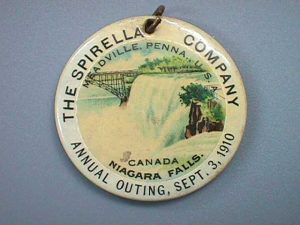 THE SPIRELLA COMPANY
MEADVILLE, PENNA., U.S.A.
CANADA
NIAGARA FALLS.
ANNUAL OUTING, SEPT. 3, 1910